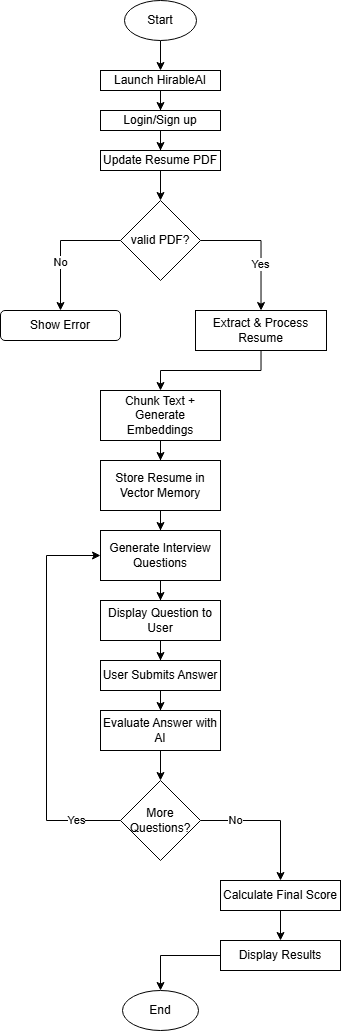 Start
Launch HirableAI
Login/Sign up
Update Resume PDF
valid PDF?
No
Yes
Show Error
Extract & Process
Resume
Chunk Text +
Generate
Embeddings
Store Resume in
Vector Memory
Generate Interview
Questions
Display Question to
User
User Submits Answer
Evaluate Answer with
AI
More
Questions?
Yes
No
Calculate Final Score
Display Results
End